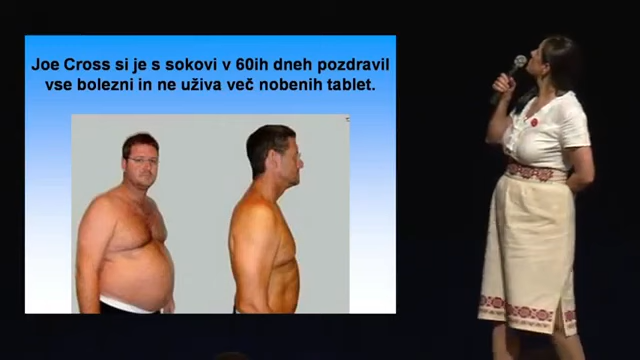 Joe Cross si je s sokovi v 60ih dneh pozdravil
vse bolezni in ne uživa več nobenih tablet.